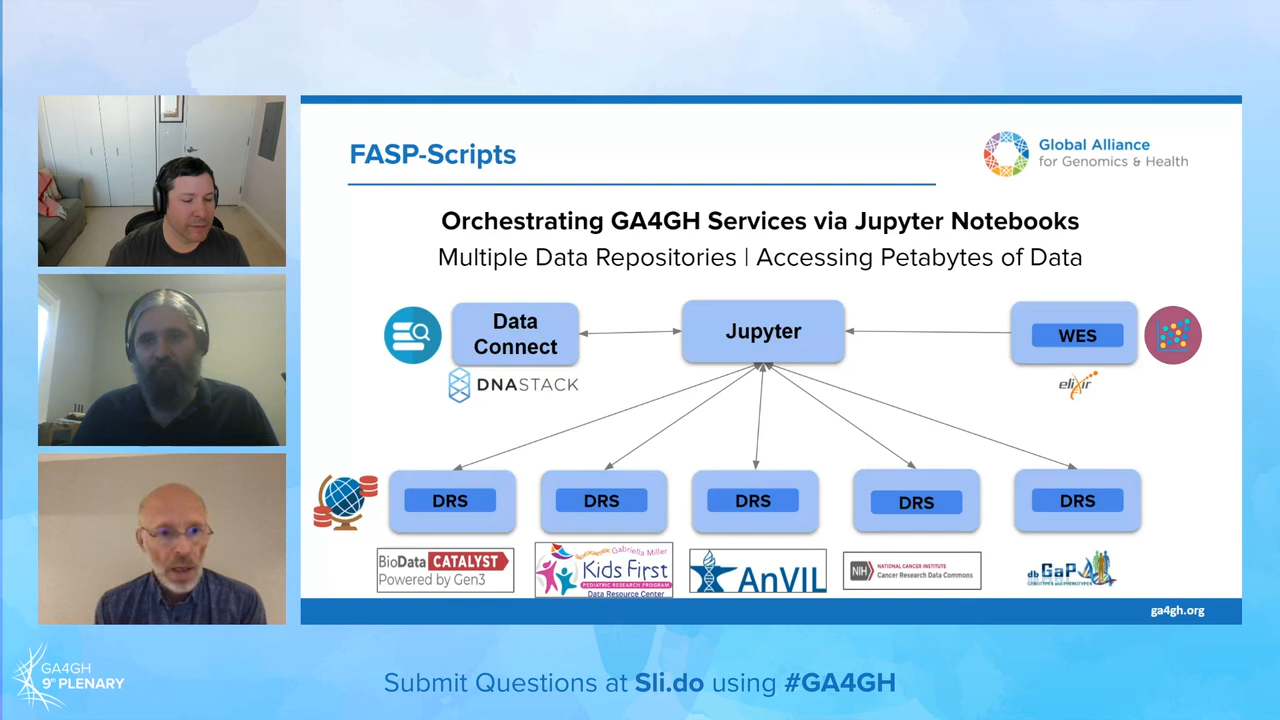 FASP-Scripts
Global Alliance
for Genomics & Health
Orchestrating GA4GH Services via Jupyter Notebooks
Multiple Data Repositories | Accessing Petabytes of Data
Data
Connect
Jupyter
WES
DNASTACK
elixir
DRS
DRS
DRS
DRS
DRS
BioData CATALYST
Powered by Gen3
Gabriella Miller
Kids First
PEDIATRIC RESEARCH PROGRAM
Data Resource Center
AnVIL
NIH
NATIONAL CANCER INSTITUTE
Cancer Research Data Commons
dbGaP
GENOTYPES and PHENOTYPES
ga4gh.org
GA4GH
9th PLENARY
Submit Questions at Sli.do using #GA4GH